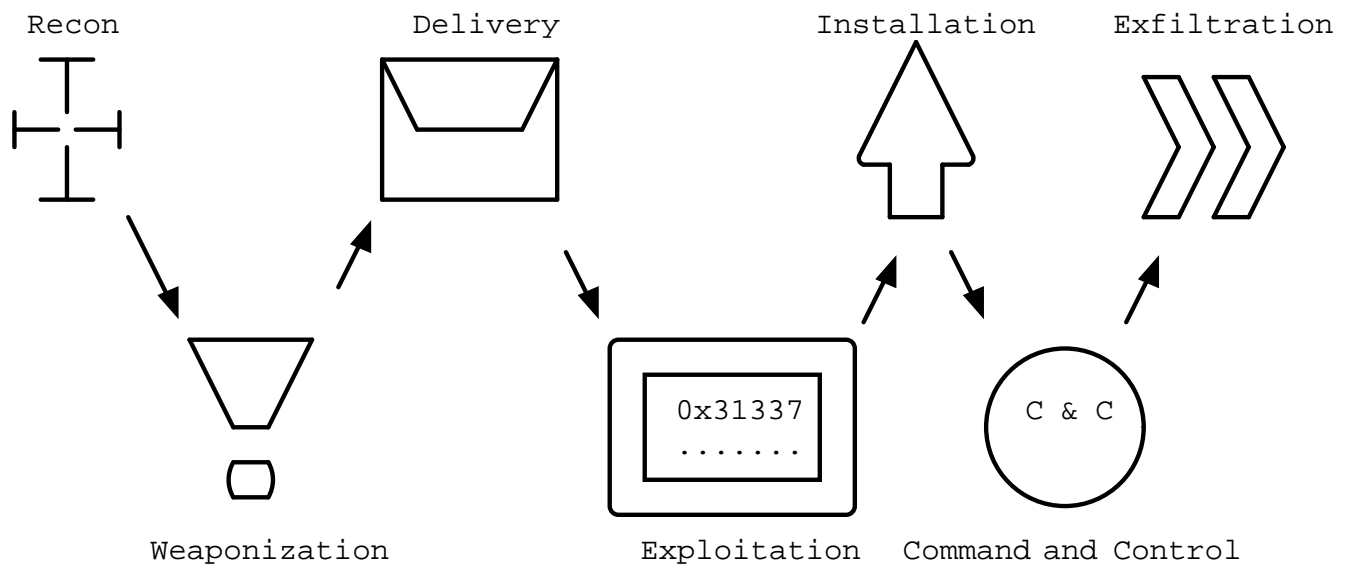 Recon
Delivery
Installation
Exfiltration
0x31337
.......
C & C
Weaponization
Exploitation
Command and Control